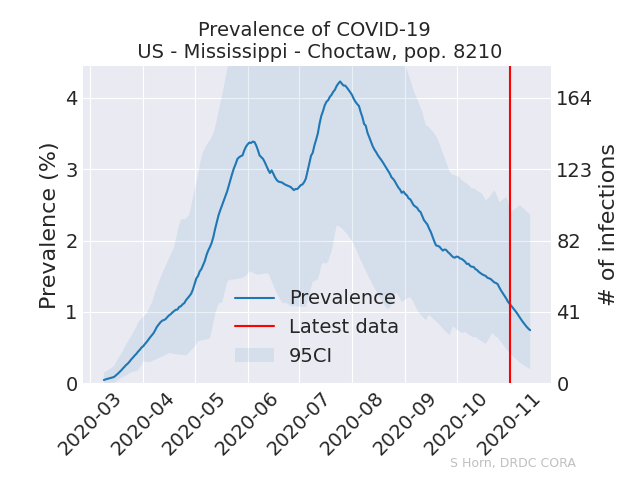 Prevalence of COVID-19
US - Mississippi - Choctaw, pop. 8210
Prevalence (%)
4
3
2
1
0
164
123
82
41
0
# of infections
Prevalence
Latest data
95CI
2020-03
2020-04
2020-05
2020-06
2020-07
2020-08
2020-09
2020-10
2020-11
S Horn, DRDC CORA